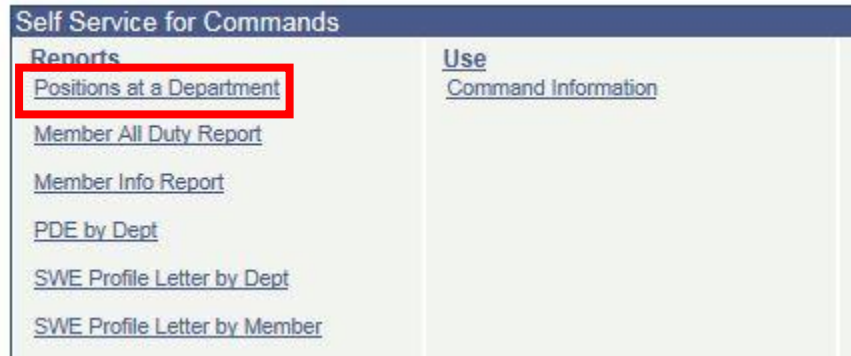 Self Service for Commands
Reports
Positions at a Department
Member All Duty Report
Member Info Report
PDE by Dept
SWE Profile Letter by Dept
SWE Profile Letter by Member
Use
Command Information